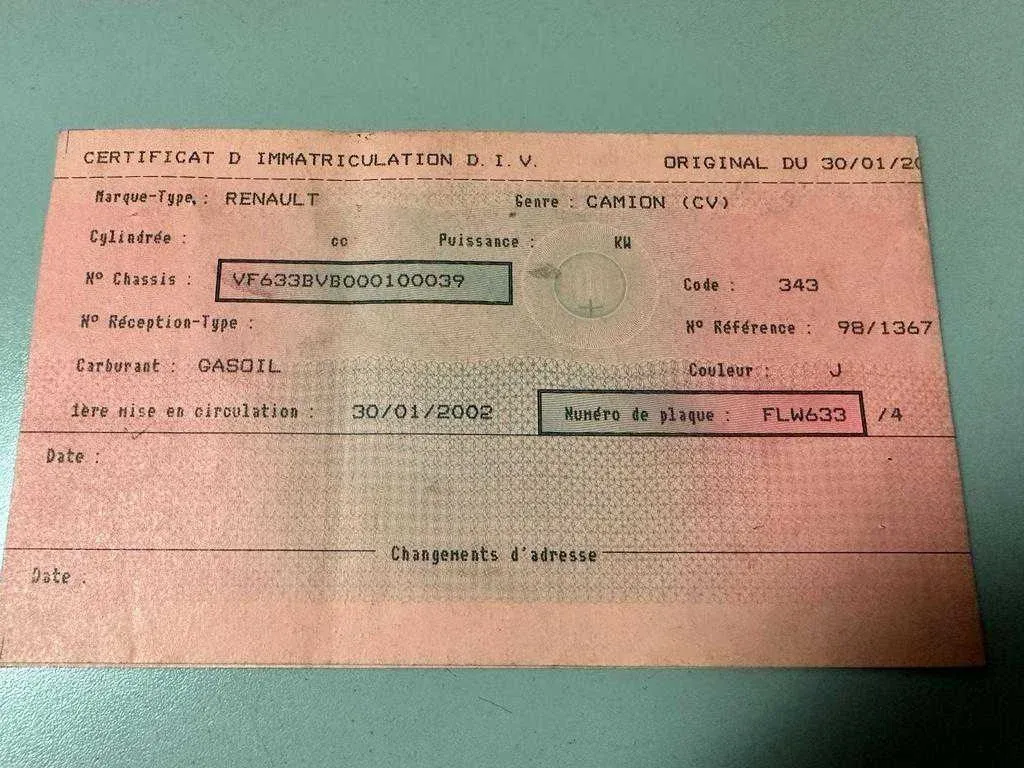 CERTIFICAT D IMMATRICULATION D.I.V. ORIGINAL DU 30/01/20
Marque-Type. : RENAULT Genre : CAMION (CV)
Cylindrée : cc Puissance : KW
N° Chassis : VF633BVB000100039 Code : 343
N° Réception-Type : N° Référence : 98/1367
Carburant : GASOIL Couleur : J
1ère mise en circulation : 30/01/2002 Numéro de plaque : FLW633 /4
Date :
Changements d'adresse
Date :